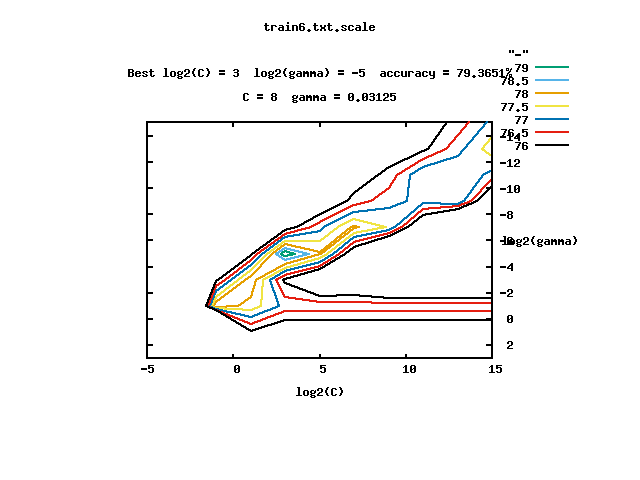 train6.txt.scale
"-"
Best log2(C) = 3 log2(gamma) = -5 accuracy = 79.3651%
79
78.5
C = 8 gamma = 0.03125
78
77.5
77
76.5
76
-14
-12
-10
-8
-6
log2(gamma)
-4
-2
0
2
-5 0 5 10 15
log2(C)